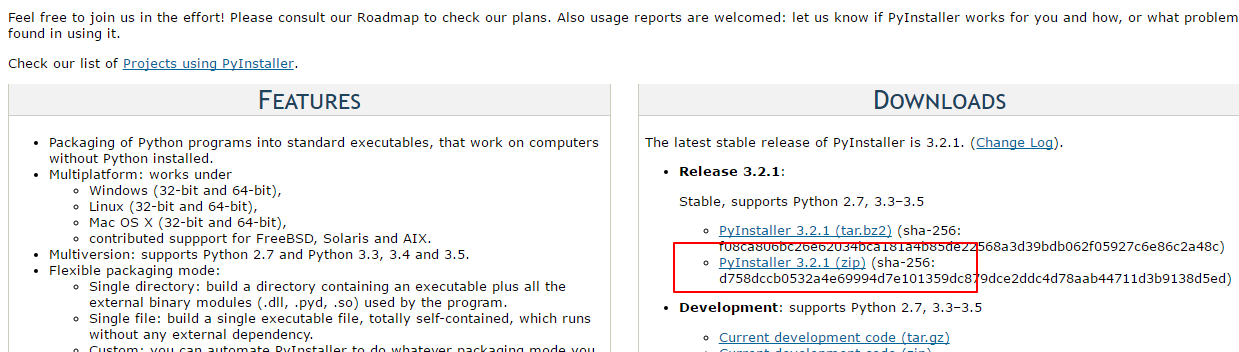 Feel free to join us in the effort! Please consult our Roadmap to check our plans. Also usage reports are welcomed: let us know if PyInstaller works for you and how, or what problem
found in using it.
Check our list of Projects using PyInstaller.
FEATURES
Packaging of Python programs into standard executables, that work on computers
without Python installed.
Multiplatform: works under
Windows (32-bit and 64-bit),
Linux (32-bit and 64-bit),
Mac OS X (32-bit and 64-bit),
contributed suppport for FreeBSD, Solaris and AIX.
Multiversion: supports Python 2.7 and Python 3.3, 3.4 and 3.5.
Flexible packaging mode:
Single directory: build a directory containing an executable plus all the
external binary modules (.dll, .pyd, .so) used by the program.
Single file: build a single executable file, totally self-contained, which runs
without any external dependency.
Custom: you can automate PyInstaller to do whatever packaging mode you
DOWNLOADS
The latest stable release of PyInstaller is 3.2.1. (Change Log).
Release 3.2.1:
Stable, supports Python 2.7, 3.3–3.5
PyInstaller 3.2.1 (tar.bz2) (sha-256:
f08ca806bc26e62034bca181a4b85de22568a3d39bdb062f05927c6e86c2a48c)
PyInstaller 3.2.1 (zip) (sha-256:
d758dccb0532a4e69994d7e101359dc879dce2ddc4d78aab44711d3b9138d5ed)
Development: supports Python 2.7, 3.3–3.5
Current development code (tar.gz)
Current development code (zip)